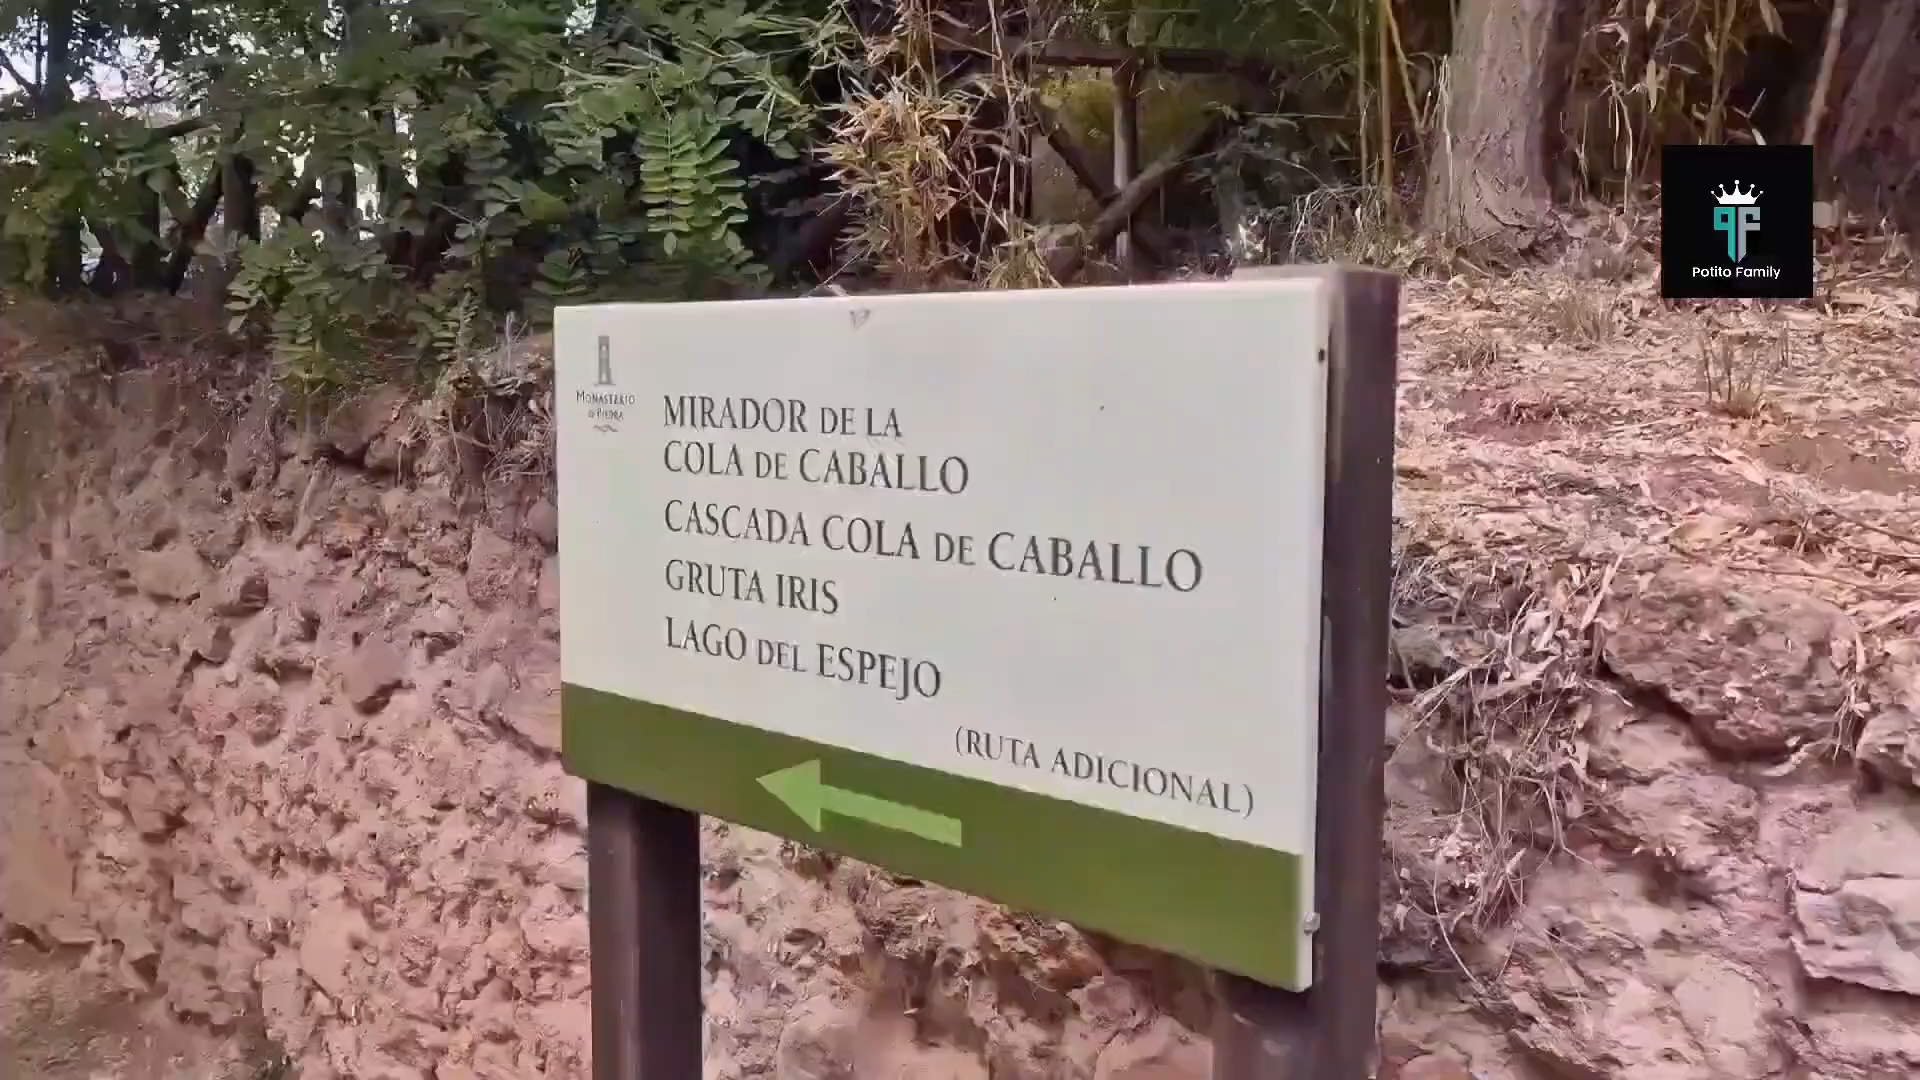 MONASTERIO
DE PIEDRA
MIRADOR DE LA
COLA DE CABALLO
CASCADA COLA DE CABALLO
GRUTA IRIS
LAGO DEL ESPEJO
(RUTA ADICIONAL)
PF
Potito Family